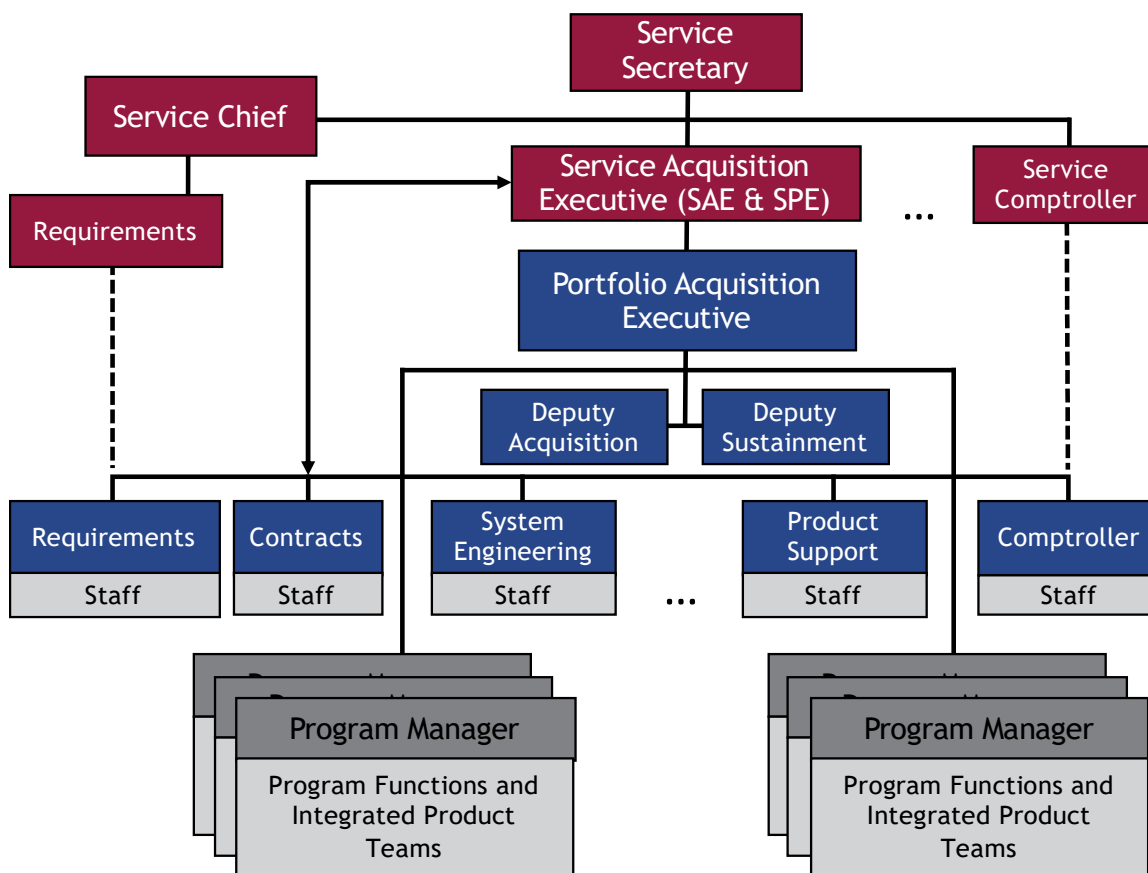 Service
Secretary
Service Chief
Service Acquisition
Executive (SAE & SPE)
Service
Comptroller
Requirements
...
Portfolio Acquisition
Executive
Deputy
Acquisition
Deputy
Sustainment
Requirements
Contracts
System
Engineering
Product
Support
Comptroller
Staff
Staff
Staff
...
Staff
Staff
Program Manager
Program Functions and
Integrated Product
Teams
Program Manager
Program Functions and
Integrated Product
Teams